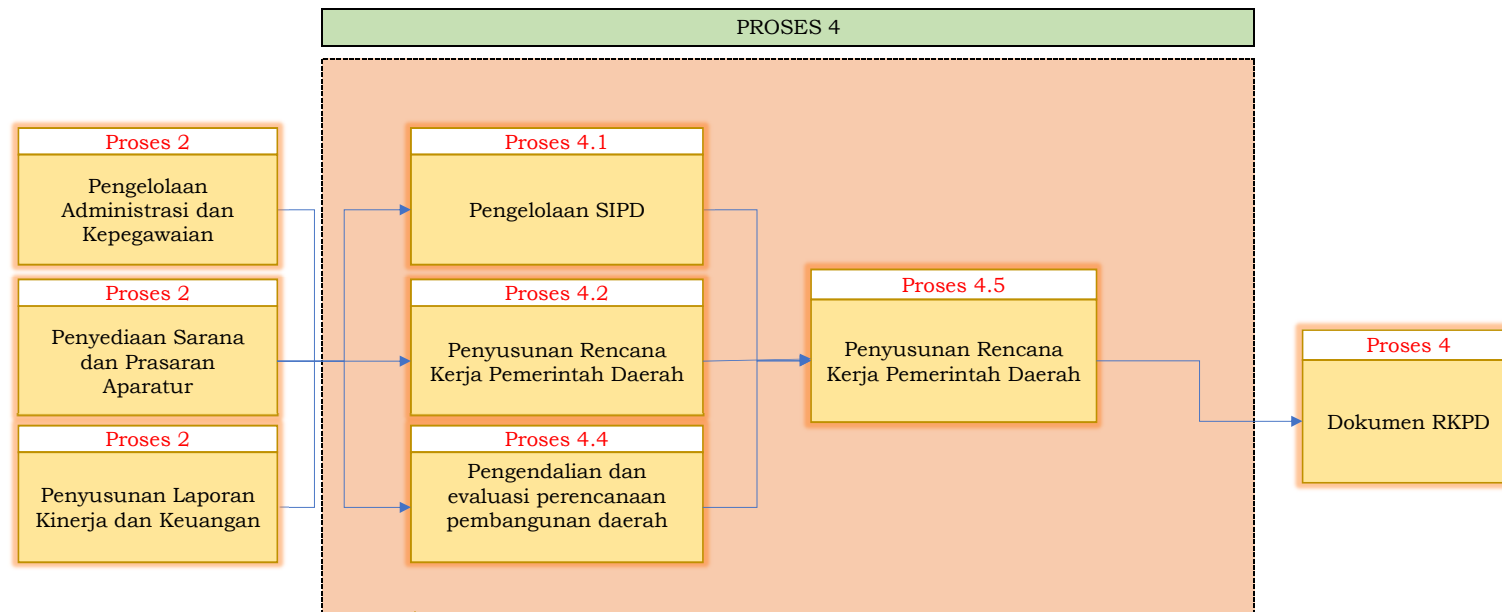 PROSES 4
Proses 2
Pengelolaan
Administrasi dan
Kepegawaian
Proses 2
Penyediaan Sarana
dan Prasaran
Aparatur
Proses 2
Penyusunan Laporan
Kinerja dan Keuangan
Proses 4.1
Pengelolaan SIPD
Proses 4.2
Penyusunan Rencana
Kerja Pemerintah Daerah
Proses 4.4
Pengendalian dan
evaluasi perencanaan
pembangunan daerah
Proses 4.5
Penyusunan Rencana
Kerja Pemerintah Daerah
Proses 4
Dokumen RKPD